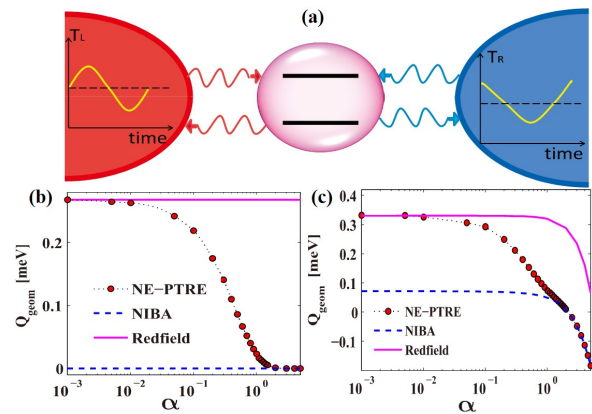 (a)
T_L
time
T_R
time
(b)
Q_geom [meV]
0.2
0.1
0
NE−PTRE
NIBA
Redfield
10^−3 10^−2 10^−1 10^0
α
(c)
Q_geom [meV]
0.4
0.3
0.2
0.1
0
−0.1
NE−PTRE
NIBA
Redfield
10^−3 10^−2 10^−1 10^0
α